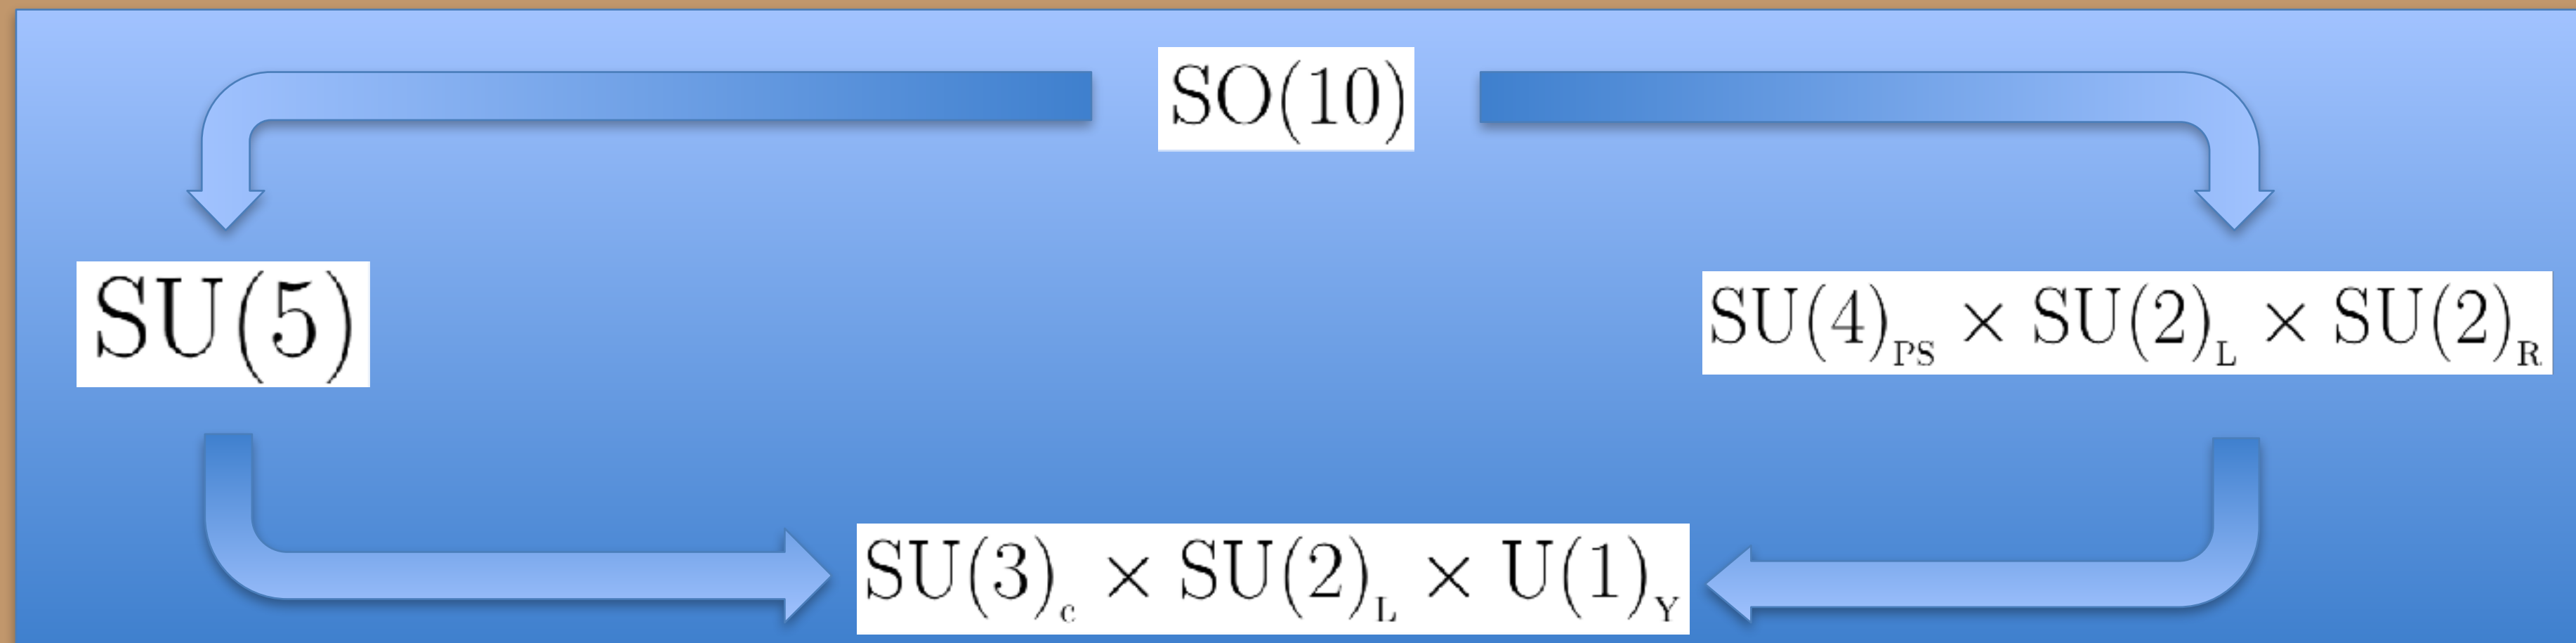 SO(10)
SU(5)
SU(4)PS × SU(2)L × SU(2)R
SU(3)c × SU(2)L × U(1)Y